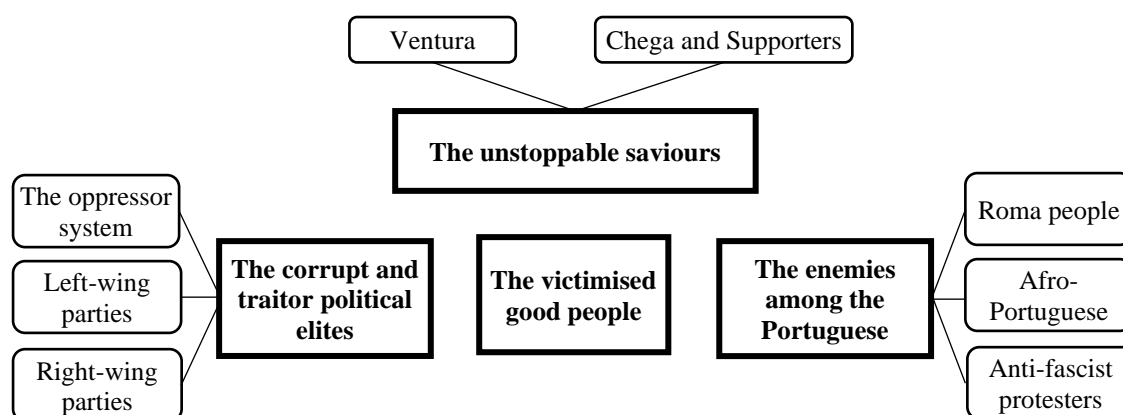 Ventura
Chega and Supporters
The unstoppable saviours
The oppressor
system
Left-wing
parties
Right-wing
parties
The corrupt and
traitor political
elites
The victimised
good people
The enemies
among the
Portuguese
Roma people
Afro-
Portuguese
Anti-fascist
protesters